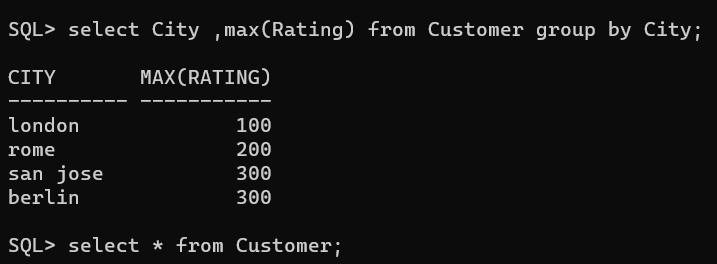 SQL> select City ,max(Rating) from Customer group by City;
CITY       MAX(RATING)
---------- -----------
london             100
rome               200
san jose           300
berlin             300
SQL> select * from Customer;